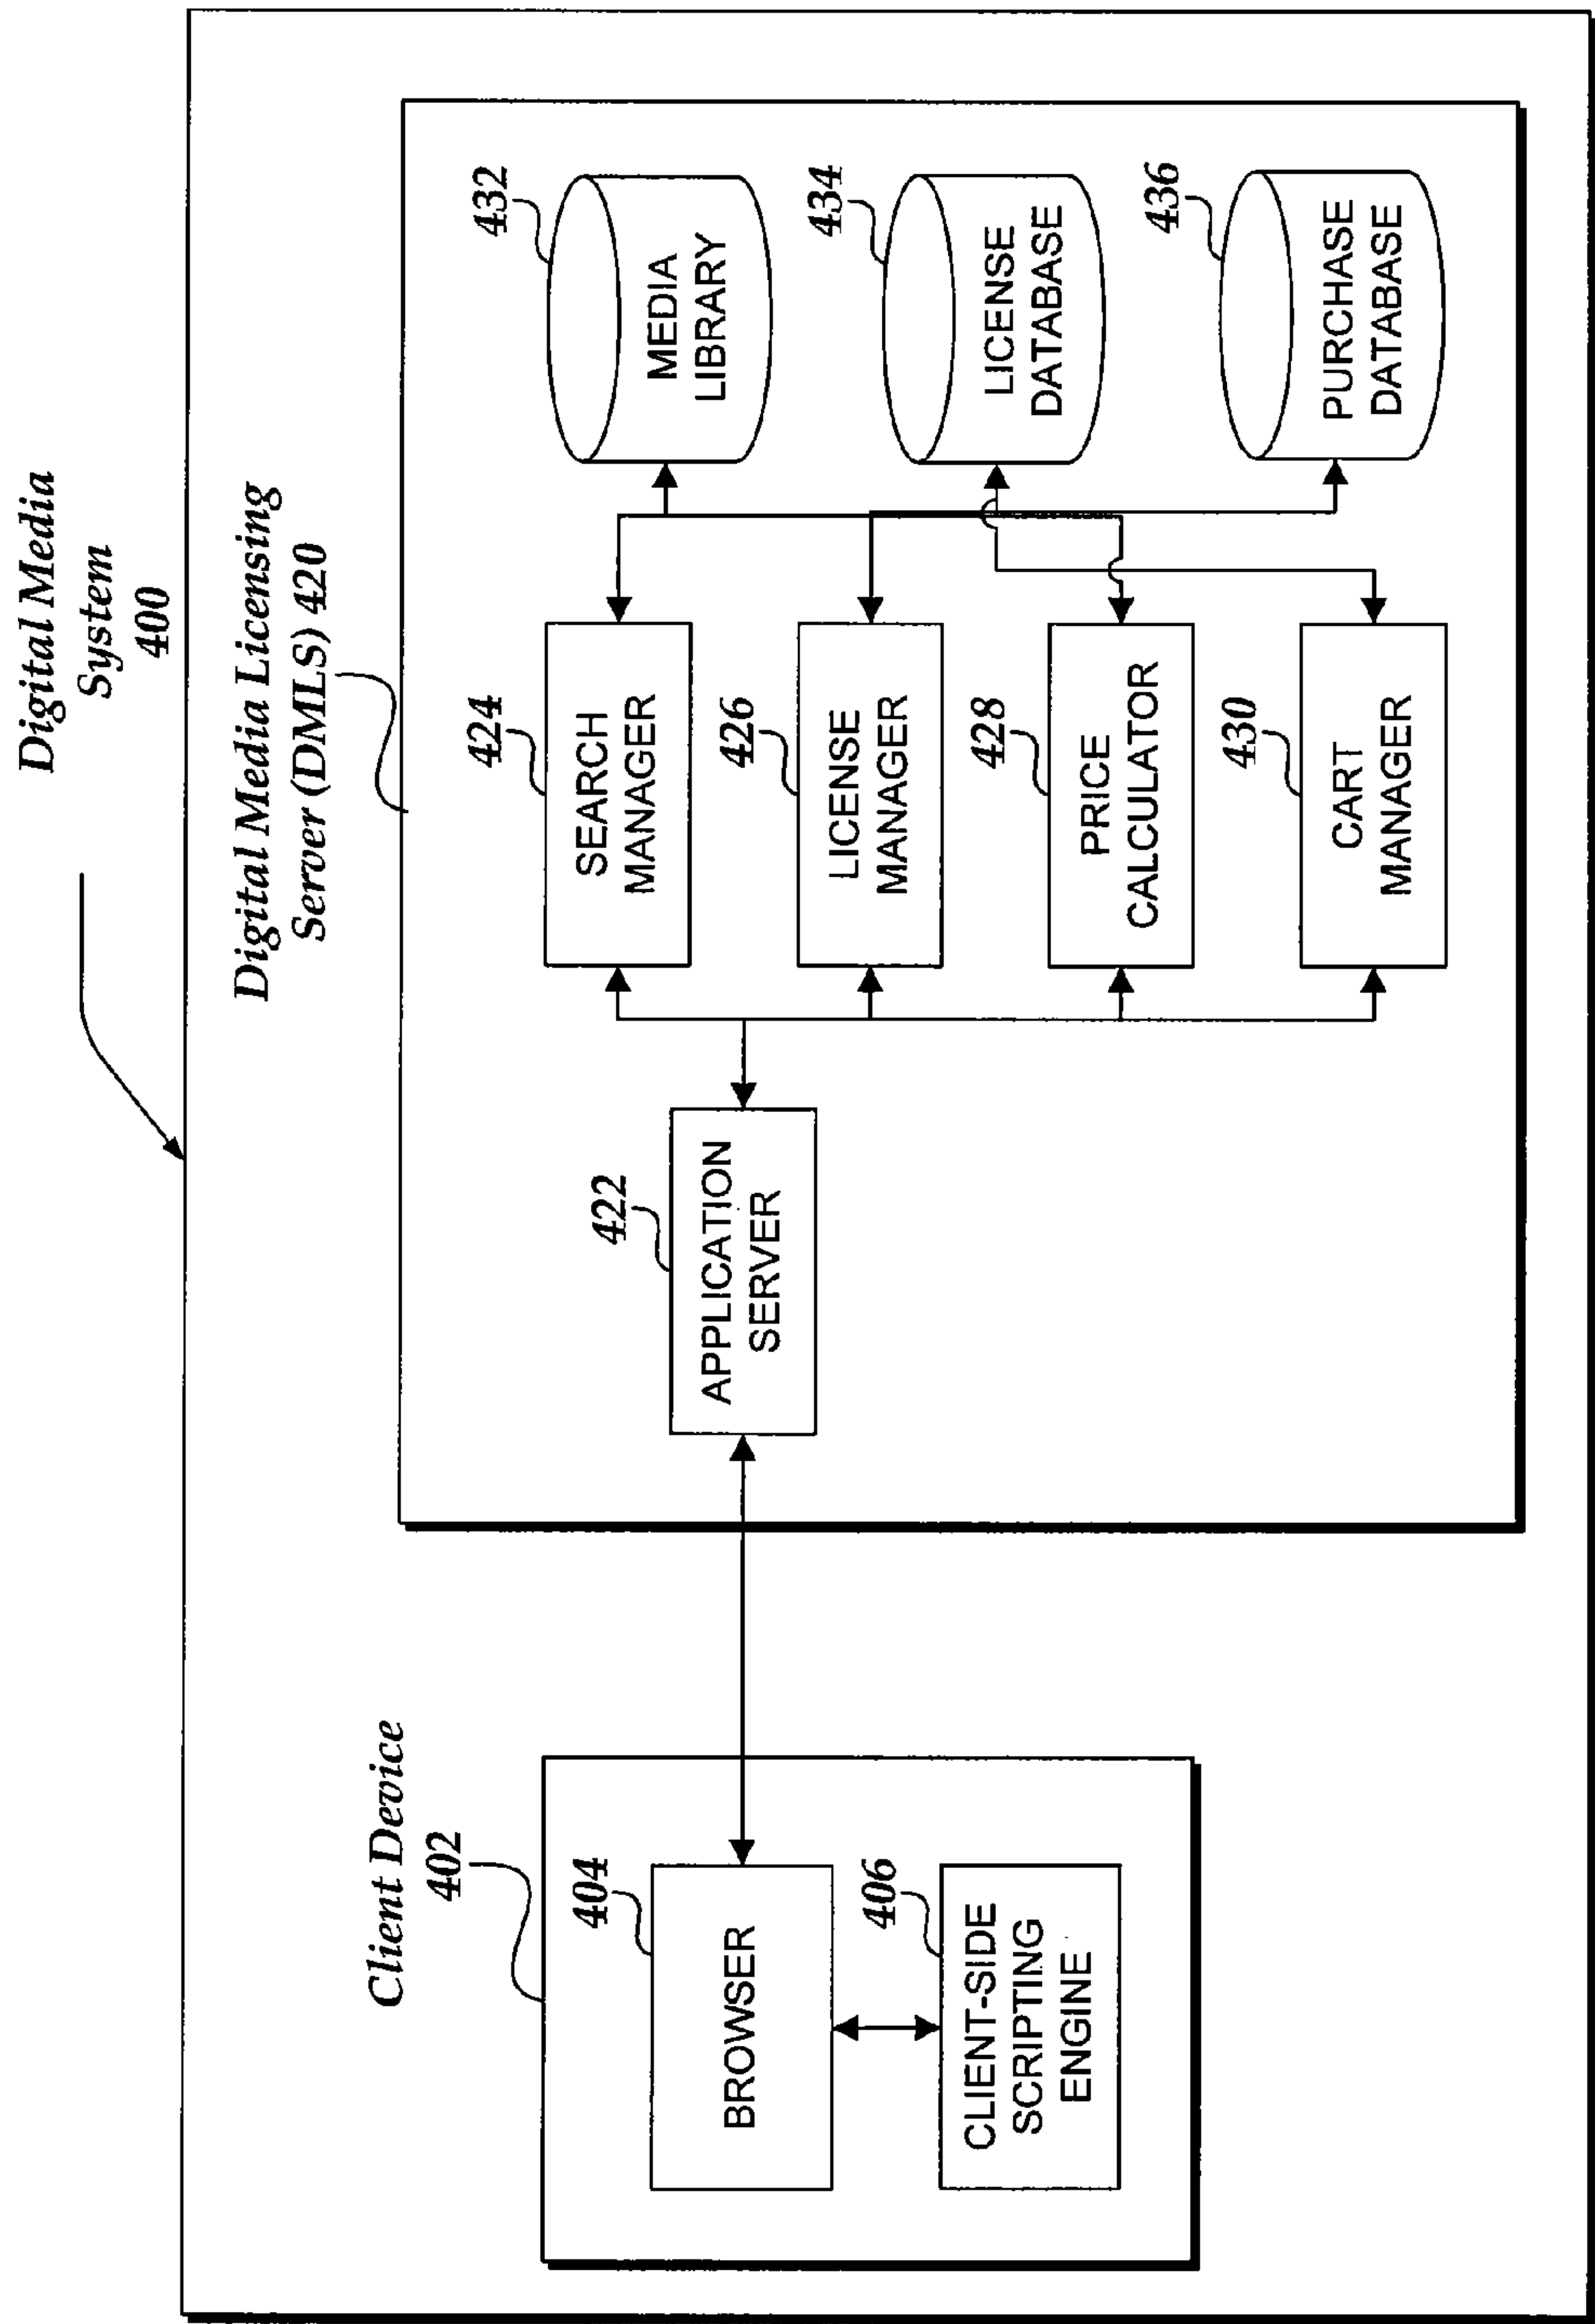 Digital Media
System
400
Digital Media Licensing
Server (DMLS) 420
Client Device
402
404
BROWSER
406
CLIENT-SIDE
SCRIPTING
ENGINE
422
APPLICATION
SERVER
424
SEARCH
MANAGER
426
LICENSE
MANAGER
428
PRICE
CALCULATOR
430
CART
MANAGER
432
MEDIA
LIBRARY
434
LICENSE
DATABASE
436
PURCHASE
DATABASE